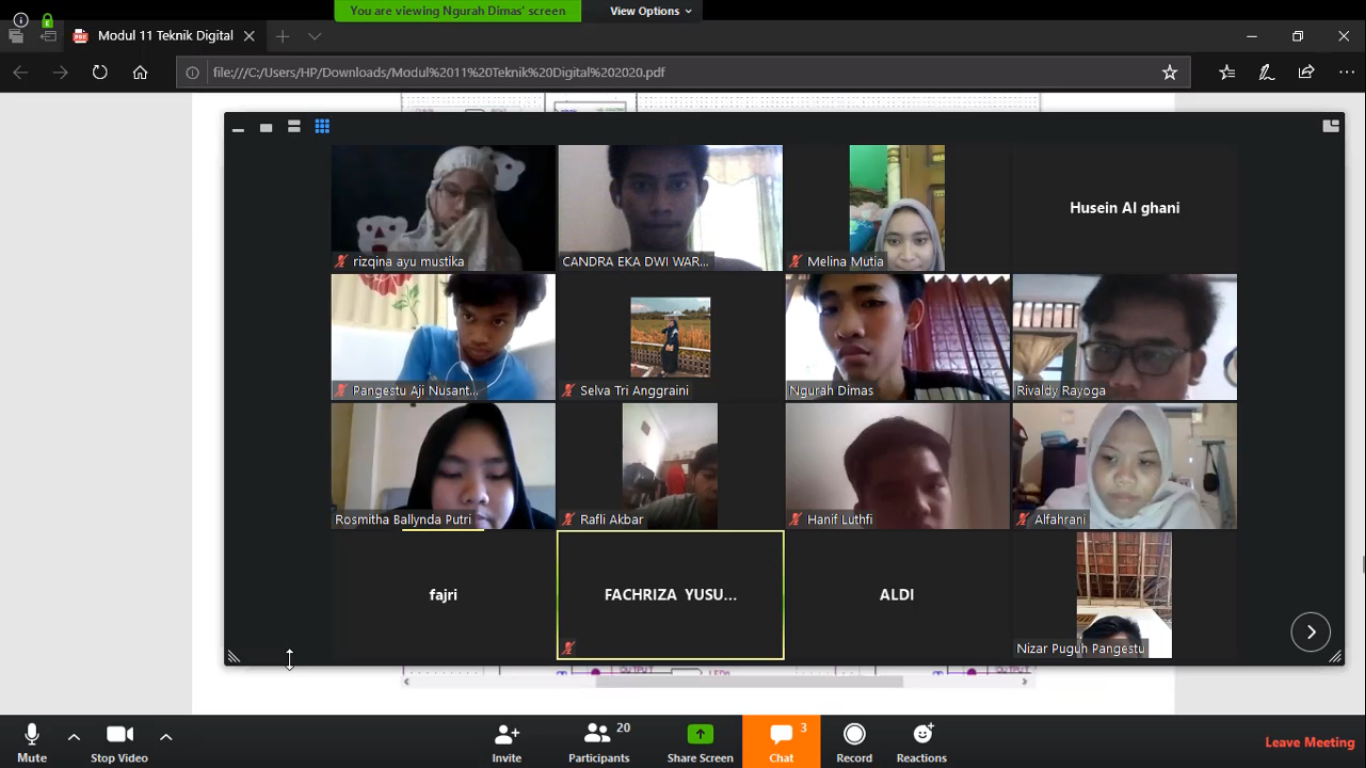 You are viewing Ngurah Dimas' screen
View Options
Modul 11 Teknik Digital
file:///C:/Users/HP/Downloads/Modul%2011%20Teknik%20Digital%202020.pdf
rizqina ayu mustika
CANDRA EKA DWI WAR...
Melina Mutia
Husein Al ghani
Pangestu Aji Nusant...
Selva Tri Anggraini
Ngurah Dimas
Rivaldy Rayoga
Rosmitha Ballynda Putri
Rafli Akbar
Hanif Luthfi
Alfahrani
fajri
FACHRIZA YUSU...
ALDI
Nizar Puguh Pangestu
Mute
Stop Video
Invite
Participants
20
Share Screen
Chat
3
Record
Reactions
Leave Meeting